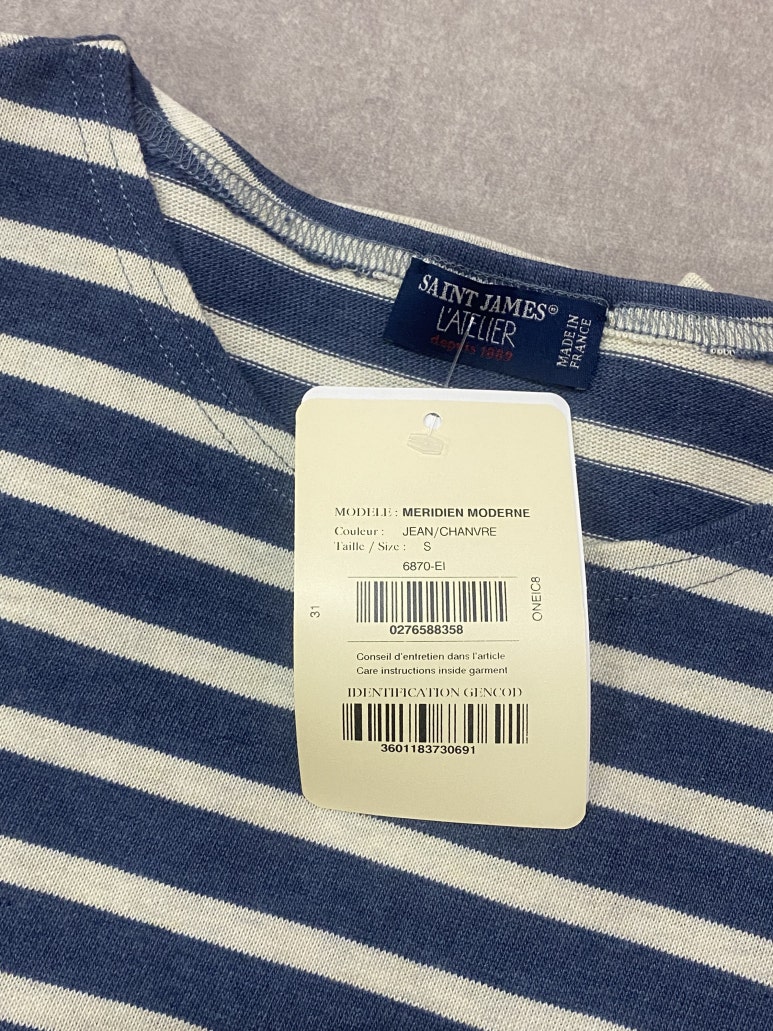 SAINT JAMES®
L'ATELIER
depuis 1889
MADE IN
FRANCE
MODELE : MERIDIEN MODERNE
Couleur : JEAN/CHANVRE
Taille / Size : S
6870-EI
31
ONEIC8
0276588358
Conseil d'entretien dans l'article
Care instructions inside garment
IDENTIFICATION GENCOD
3601183730691